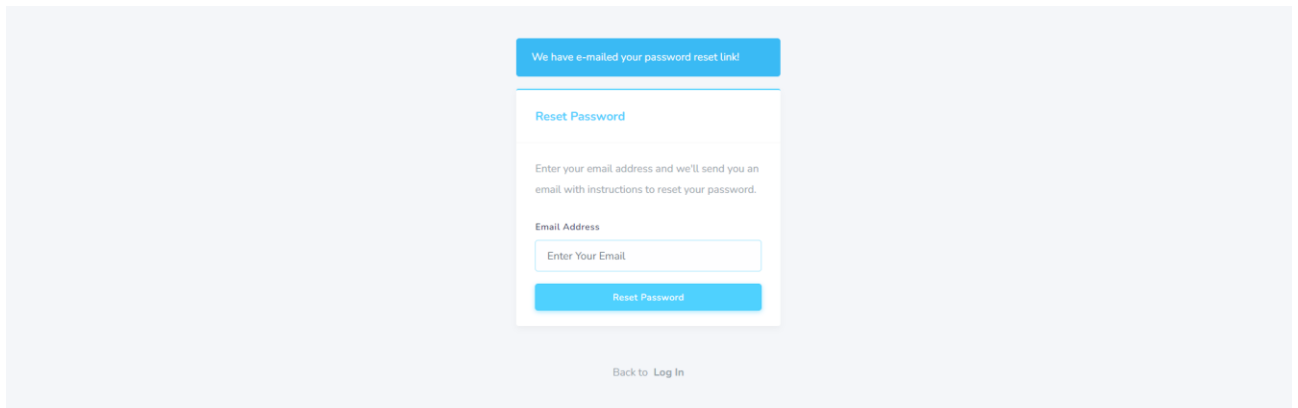 We have e-mailed your password reset link!
Reset Password
Enter your email address and we'll send you an
email with instructions to reset your password.
Email Address
Enter Your Email
Reset Password
Back to Log In